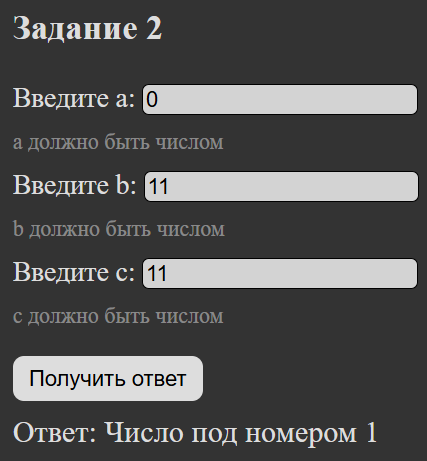 Задание 2
Введите a: 0
a должно быть числом
Введите b: 11
b должно быть числом
Введите c: 11
c должно быть числом
Получить ответ
Ответ: Число под номером 1